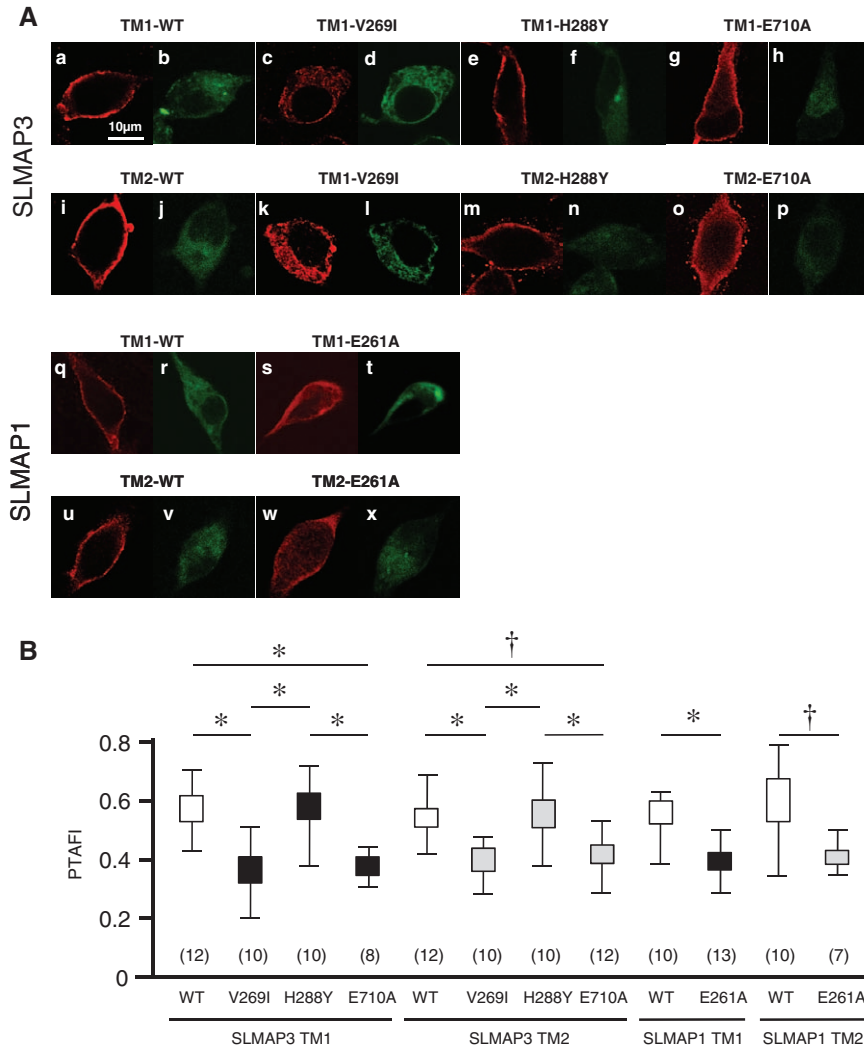 A
TM1-WT TM1-V269I TM1-H288Y TM1-E710A
SLMAP3
a b c d e f g h
10μm
TM2-WT TM1-V269I TM2-H288Y TM2-E710A
i j k l m n o p
SLMAP1
TM1-WT TM1-E261A
q r s t
TM2-WT TM2-E261A
u v w x
B
* †
* *
* * * * * †
PTAFI
0.8
0.6
0.4
0.2
0
(12) (10) (10) (8) (12) (10) (10) (12) (10) (13) (10) (7)
WT V269I H288Y E710A WT V269I H288Y E710A WT E261A WT E261A
SLMAP3 TM1 SLMAP3 TM2 SLMAP1 TM1 SLMAP1 TM2